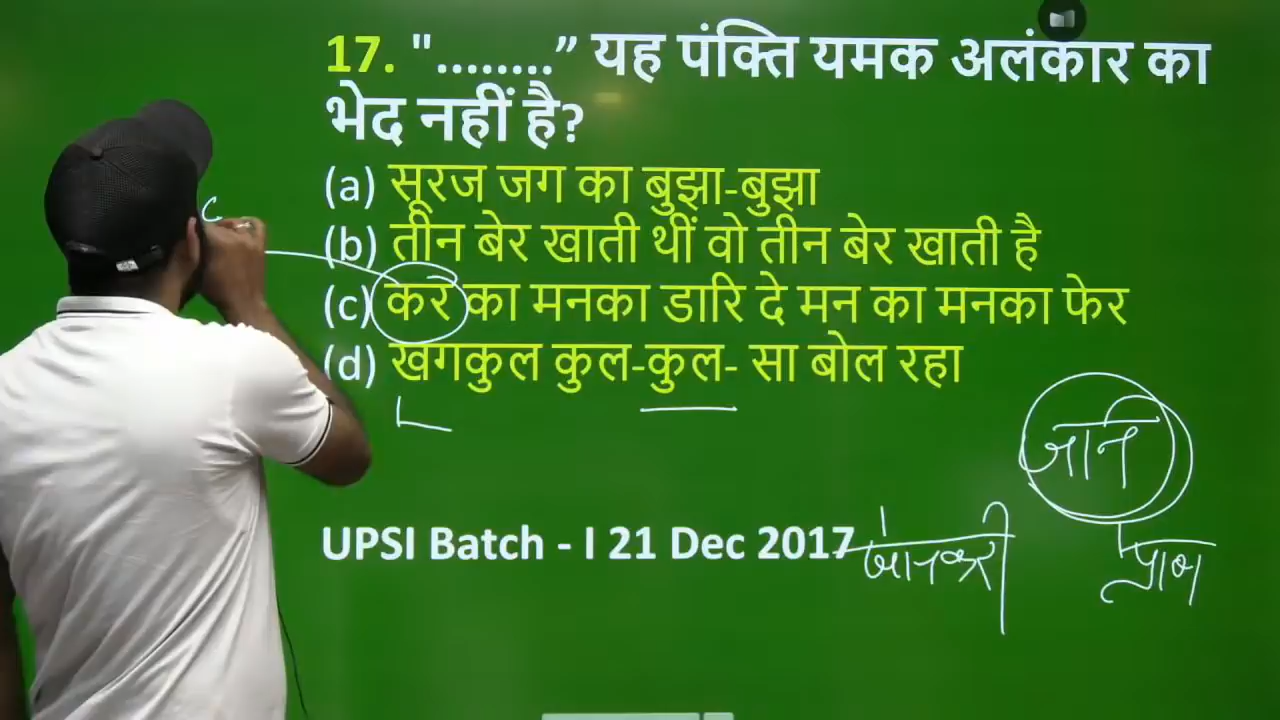 17. "........” यह पंक्ति यमक अलंकार का
भेद नहीं है?
(a) सूरज जग का बुझा-बुझा
(b) तीन बेर खाती थीं वो तीन बेर खाती है
(c) कर का मनका डारि दे मन का मनका फेर
(d) खगकुल कुल-कुल- सा बोल रहा
जानि
UPSI Batch - I 21 Dec 2017